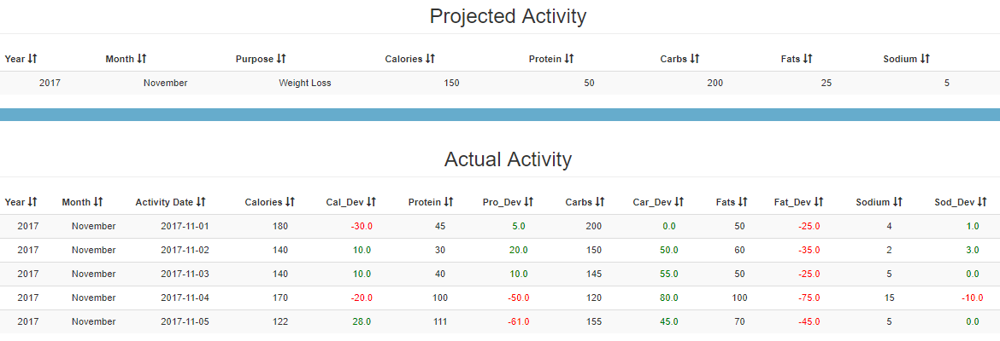 Projected Activity
Year Month Purpose Calories Protein Carbs Fats Sodium
2017 November Weight Loss 150 50 200 25 5
Actual Activity
Year Month Activity Date Calories Cal_Dev Protein Pro_Dev Carbs Car_Dev Fats Fat_Dev Sodium Sod_Dev
2017 November 2017-11-01 180 -30.0 45 5.0 200 0.0 50 -25.0 4 1.0
2017 November 2017-11-02 140 10.0 30 20.0 150 50.0 60 -35.0 2 3.0
2017 November 2017-11-03 140 10.0 40 10.0 145 55.0 50 -25.0 5 0.0
2017 November 2017-11-04 170 -20.0 100 -50.0 120 80.0 100 -75.0 15 -10.0
2017 November 2017-11-05 122 28.0 111 -61.0 155 45.0 70 -45.0 5 0.0